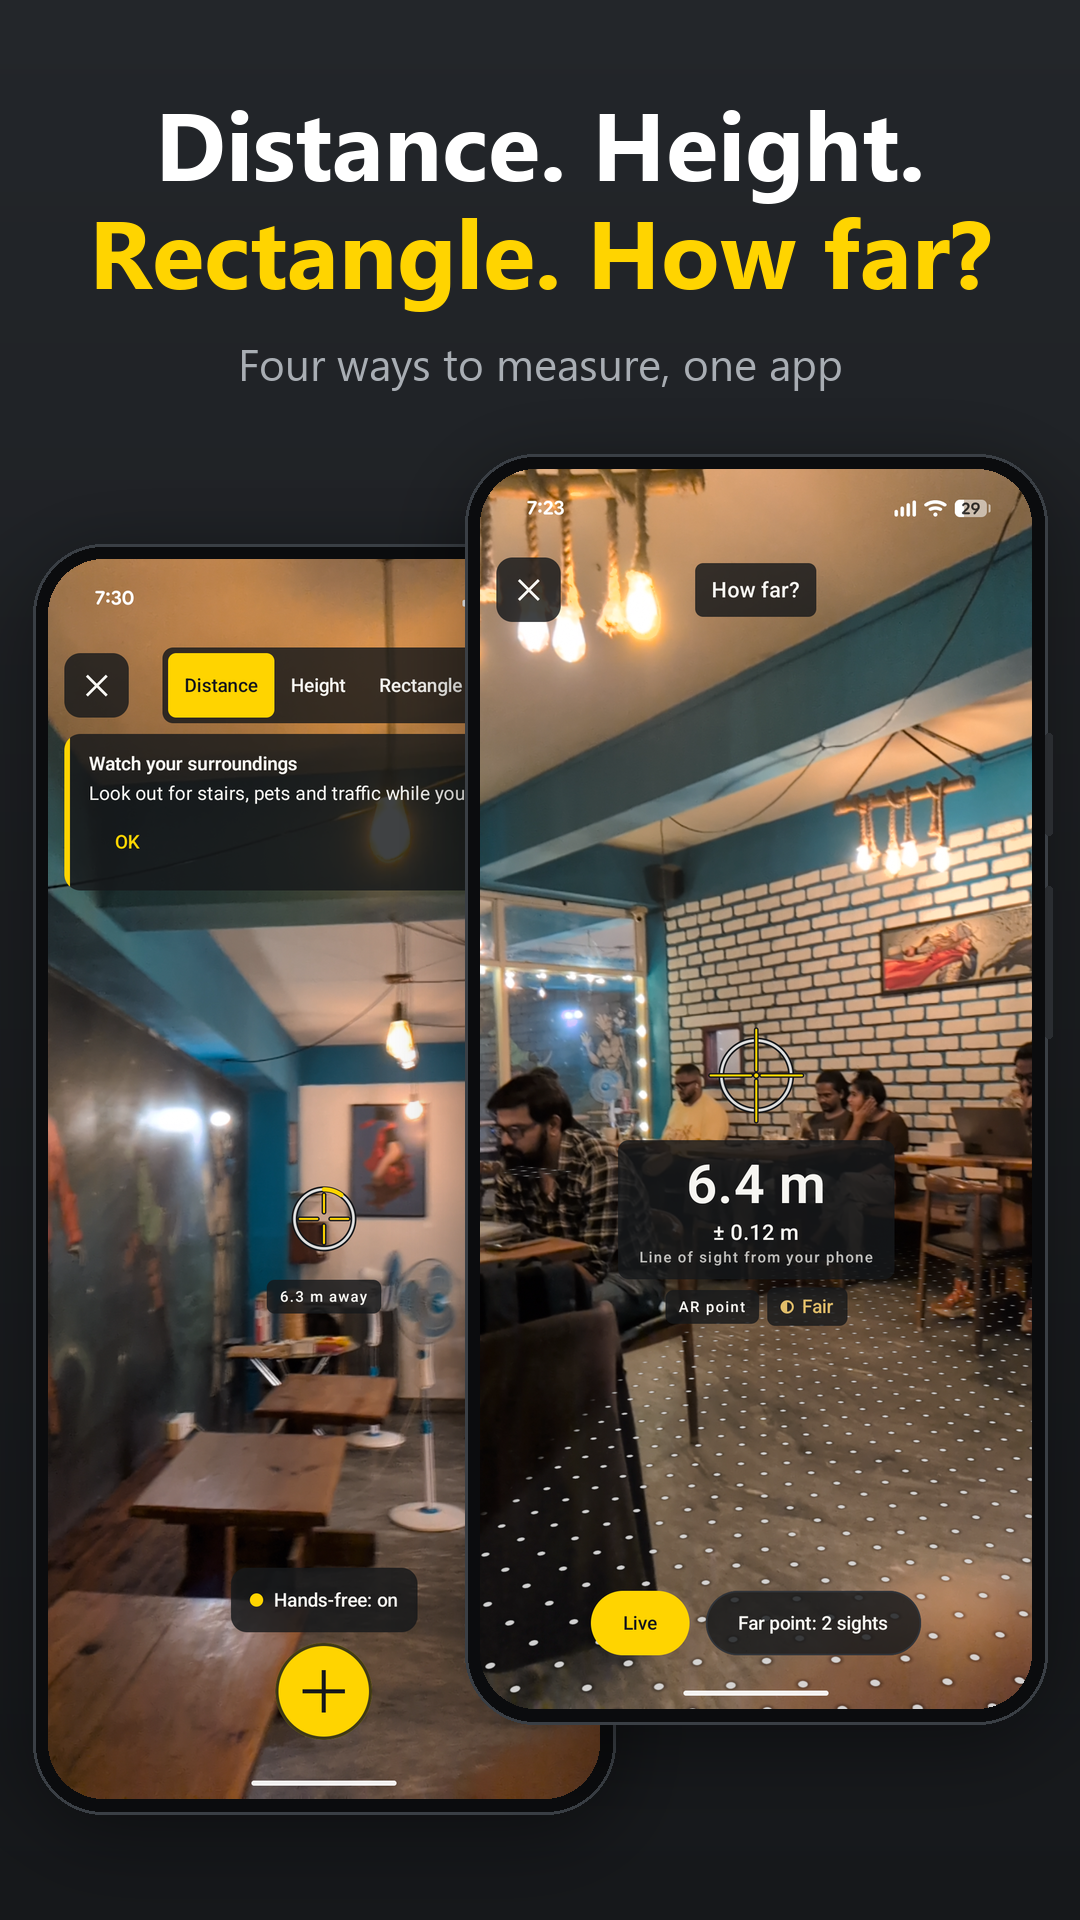 Distance. Height.
Rectangle. How far?
Four ways to measure, one app
7:30
Distance Height Rectangle
Watch your surroundings
Look out for stairs, pets and traffic while you
OK
6.3 m away
Hands-free: on
7:23
29
How far?
6.4 m
± 0.12 m
Line of sight from your phone
AR point
Fair
Live
Far point: 2 sights